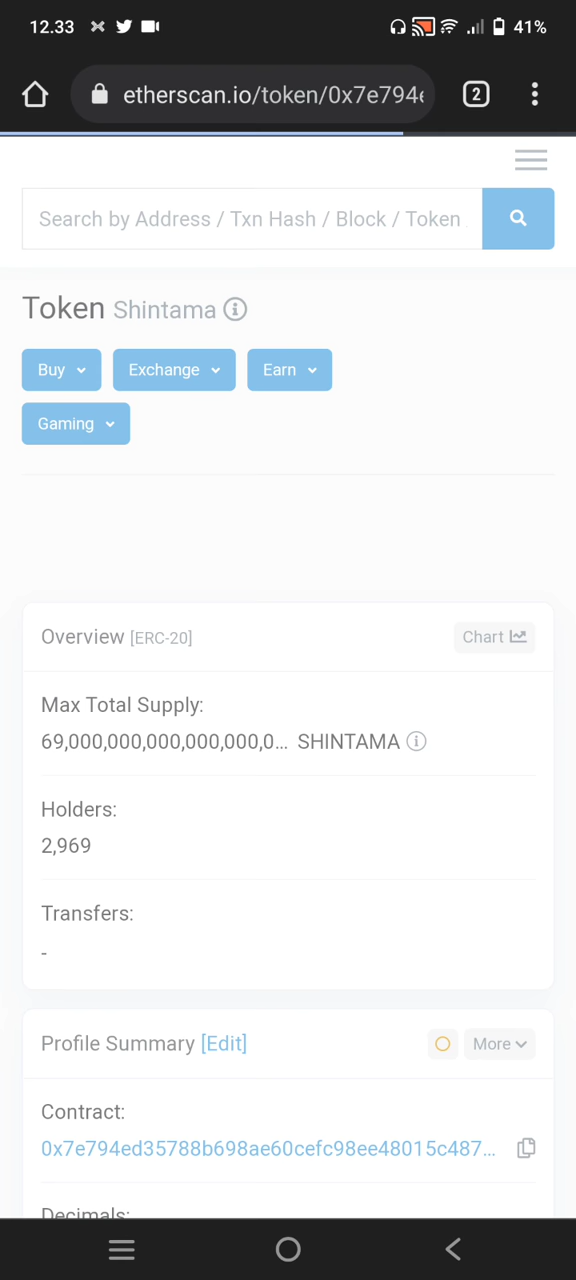 12.33
41%
etherscan.io/token/0x7e794e
2
Search by Address / Txn Hash / Block / Token
Token Shintama
Buy Exchange Earn
Gaming
Overview [ERC-20] Chart
Max Total Supply:
69,000,000,000,000,000,0... SHINTAMA
Holders:
2,969
Transfers:
-
Profile Summary [Edit] More
Contract:
0x7e794ed35788b698ae60cefc98ee48015c487...
Decimals: